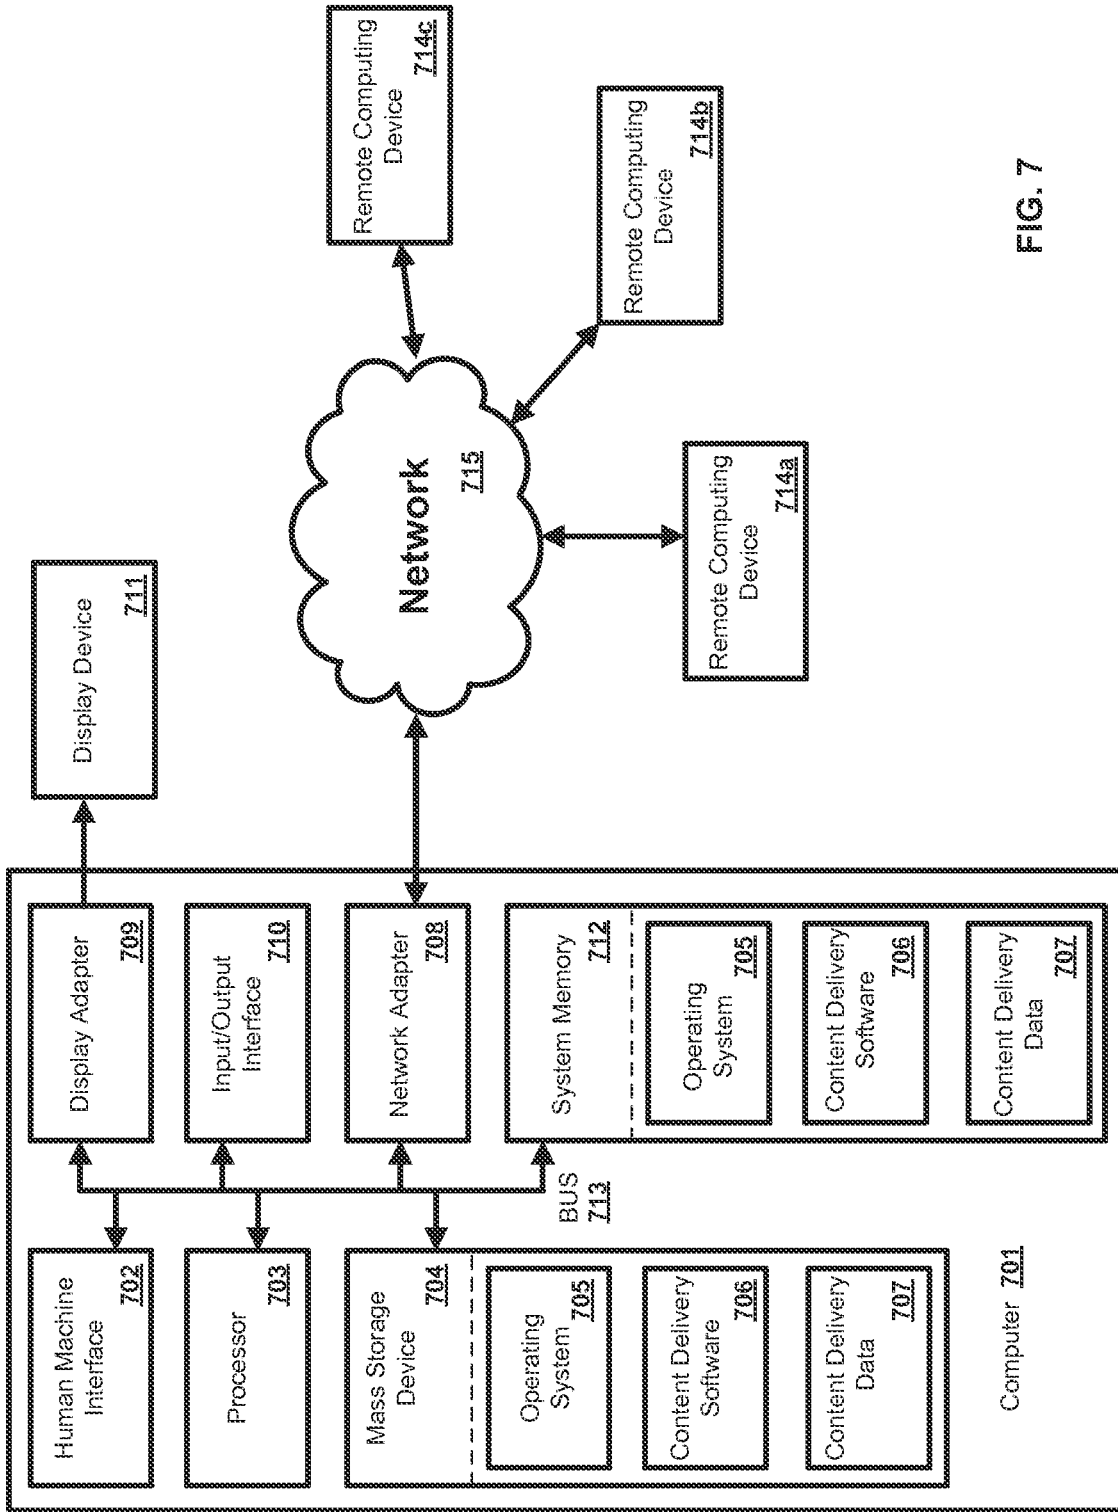 Human Machine
Interface
702
Processor
703
Mass Storage
Device
704
Operating
System
705
Content Delivery
Software
706
Content Delivery
Data
707
Computer 701
BUS
713
Display Adapter
709
Input/Output
Interface
710
Network Adapter
708
System Memory
712
Operating
System
705
Content Delivery
Software
706
Content Delivery
Data
707
Display Device
711
Network
715
Remote Computing
Device
714a
Remote Computing
Device
714b
Remote Computing
Device
714c
FIG. 7